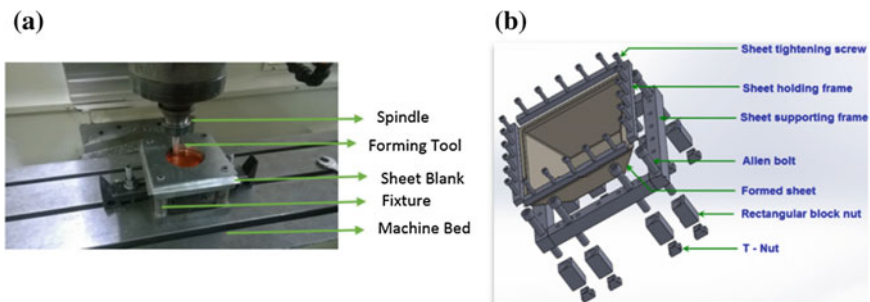 (a)
Spindle
Forming Tool
Sheet Blank
Fixture
Machine Bed
(b)
Sheet tightening screw
Sheet holding frame
Sheet supporting frame
Allen bolt
Formed sheet
Rectangular block nut
T - Nut